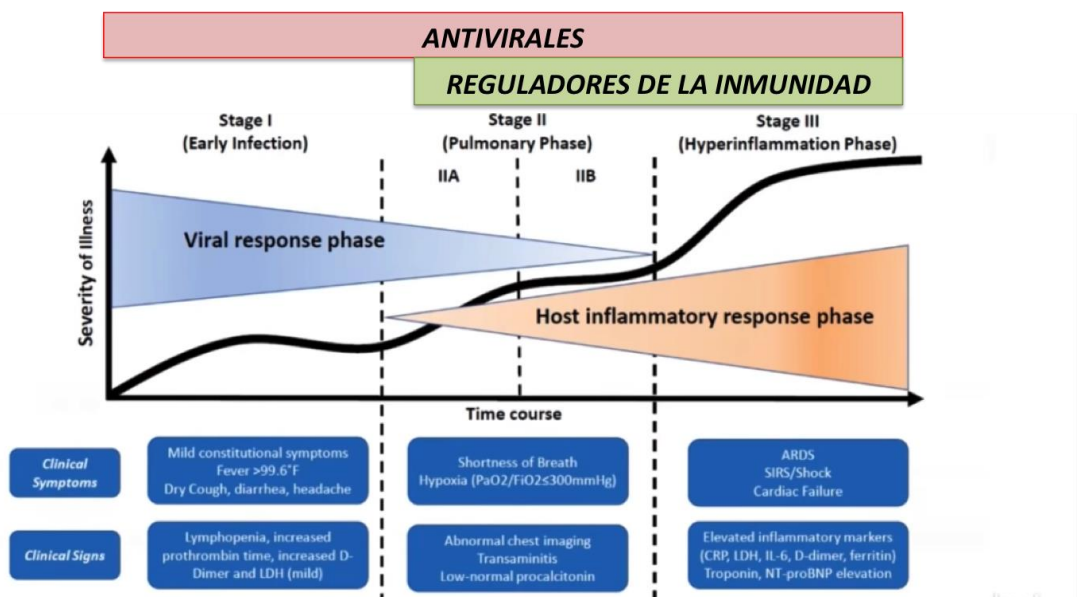 ANTIVIRALES
REGULADORES DE LA INMUNIDAD
Stage I
(Early Infection)
Stage II
(Pulmonary Phase)
Stage III
(Hyperinflammation Phase)
IIA
IIB
Severity of Illness
Viral response phase
Host inflammatory response phase
Time course
Clinical
Symptoms
Mild constitutional symptoms
Fever >99.6°F
Dry Cough, diarrhea, headache
Shortness of Breath
Hypoxia (PaO2/FiO2≤300mmHg)
ARDS
SIRS/Shock
Cardiac Failure
Clinical Signs
Lymphopenia, increased
prothrombin time, increased D-
Dimer and LDH (mild)
Abnormal chest imaging
Transaminitis
Low-normal procalcitonin
Elevated inflammatory markers
(CRP, LDH, IL-6, D-dimer, ferritin)
Troponin, NT-proBNP elevation